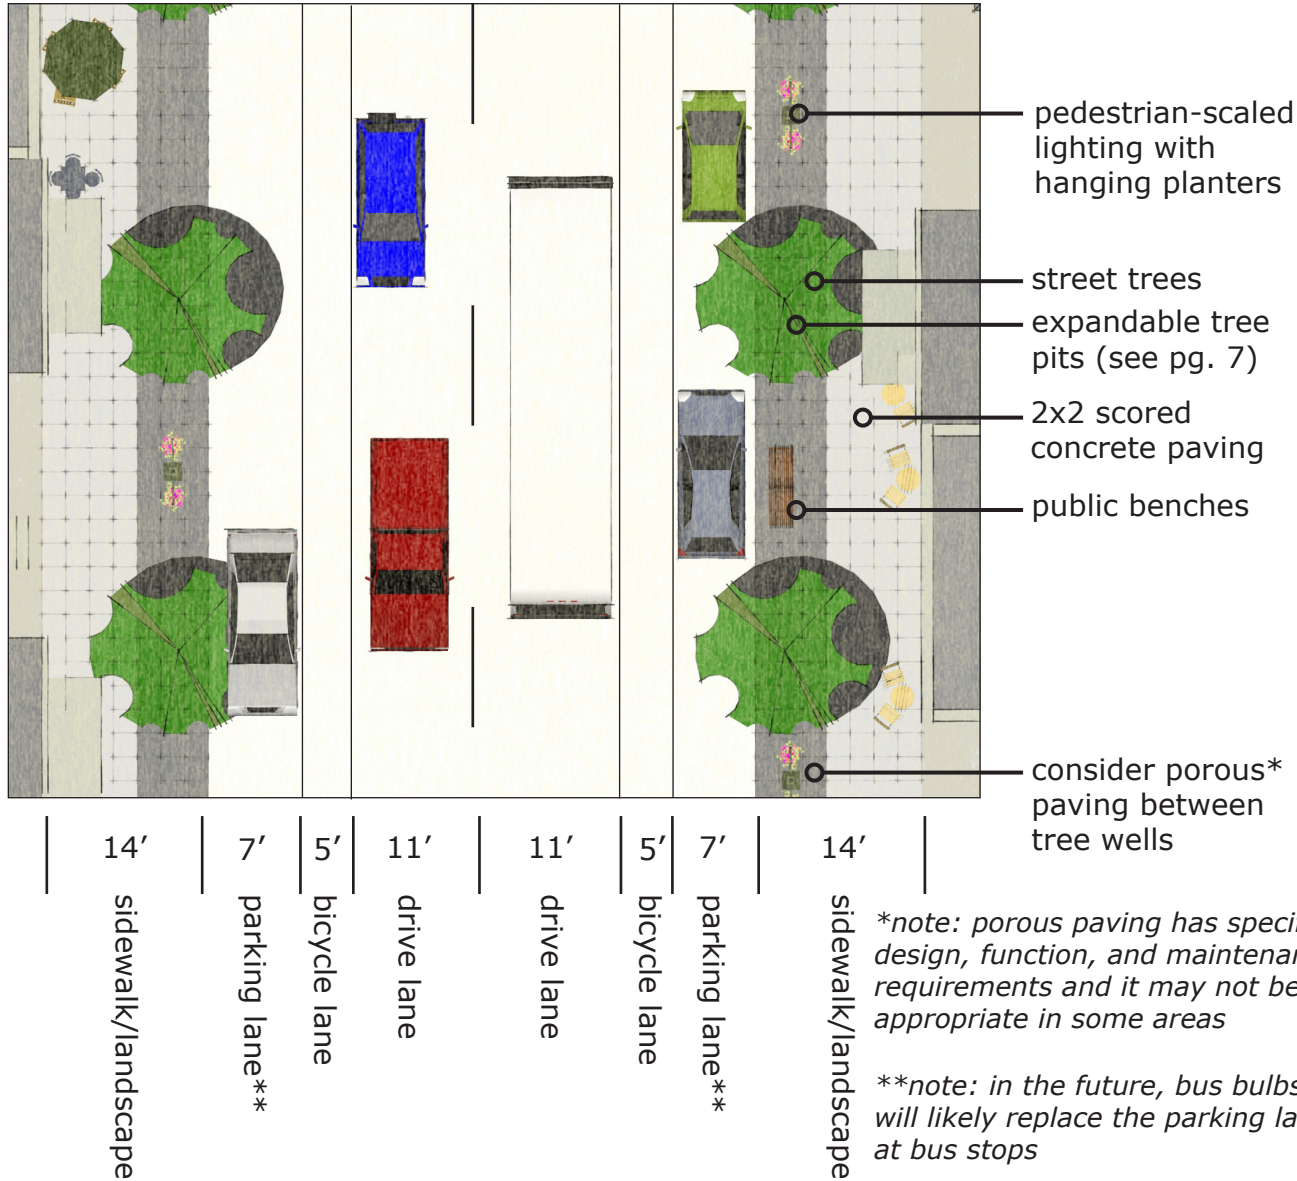 pedestrian-scaled
lighting with
hanging planters
street trees
expandable tree
pits (see pg. 7)
2x2 scored
concrete paving
public benches
consider porous*
paving between
tree wells
14’ 7’ 5’ 11’ 11’ 5’ 7’ 14’
sidewalk/landscape
parking lane**
bicycle lane
drive lane
drive lane
bicycle lane
parking lane**
sidewalk/landscape
*note: porous paving has specif
design, function, and maintenan
requirements and it may not be
appropriate in some areas
**note: in the future, bus bulbs
will likely replace the parking la
at bus stops